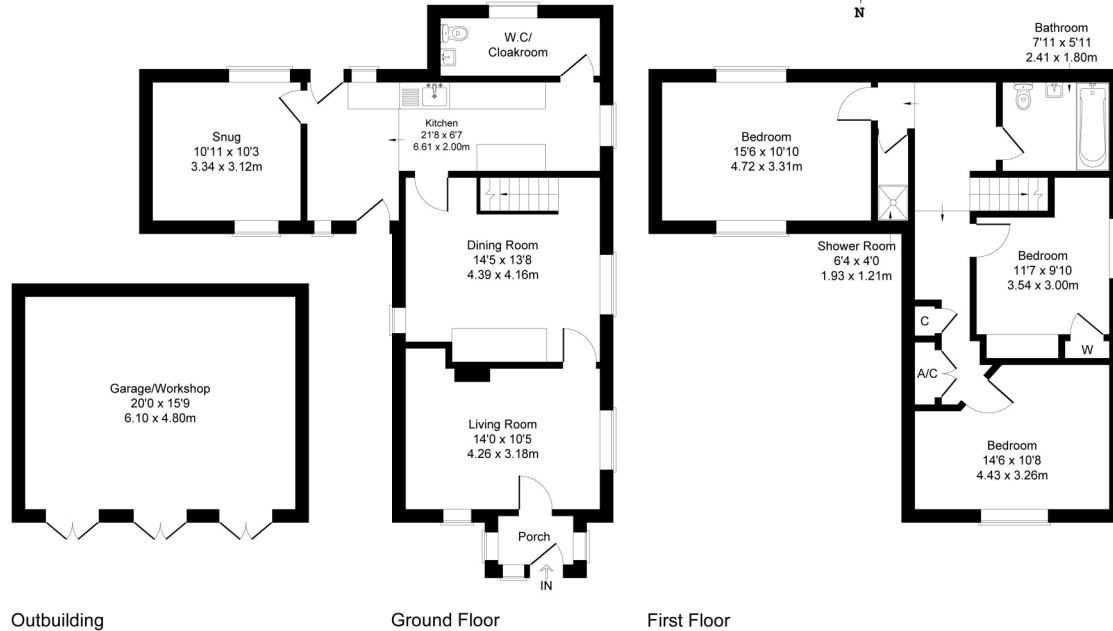 N
W.C/
Cloakroom
Kitchen
21'8 x 6'7
6.61 x 2.00m
Snug
10'11 x 10'3
3.34 x 3.12m
Dining Room
14'5 x 13'8
4.39 x 4.16m
Living Room
14'0 x 10'5
4.26 x 3.18m
Porch
IN
Garage/Workshop
20'0 x 15'9
6.10 x 4.80m
Bathroom
7'11 x 5'11
2.41 x 1.80m
Bedroom
15'6 x 10'10
4.72 x 3.31m
Shower Room
6'4 x 4'0
1.93 x 1.21m
Bedroom
11'7 x 9'10
3.54 x 3.00m
C
W
A/C
Bedroom
14'6 x 10'8
4.43 x 3.26m
Outbuilding
Ground Floor
First Floor